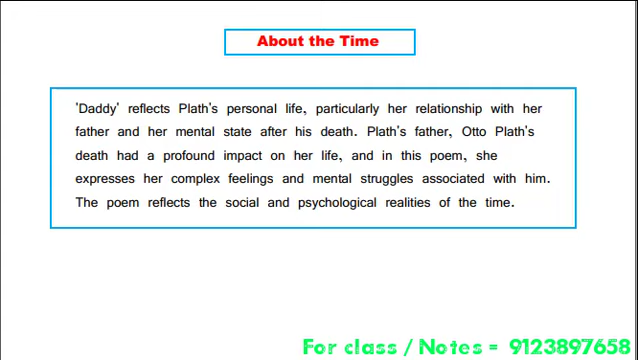 About the Time
'Daddy' reflects Plath's personal life, particularly her relationship with her
father and her mental state after his death. Plath's father, Otto Plath's
death had a profound impact on her life, and in this poem, she
expresses her complex feelings and mental struggles associated with him.
The poem reflects the social and psychological realities of the time.
For class / Notes = 9123897658